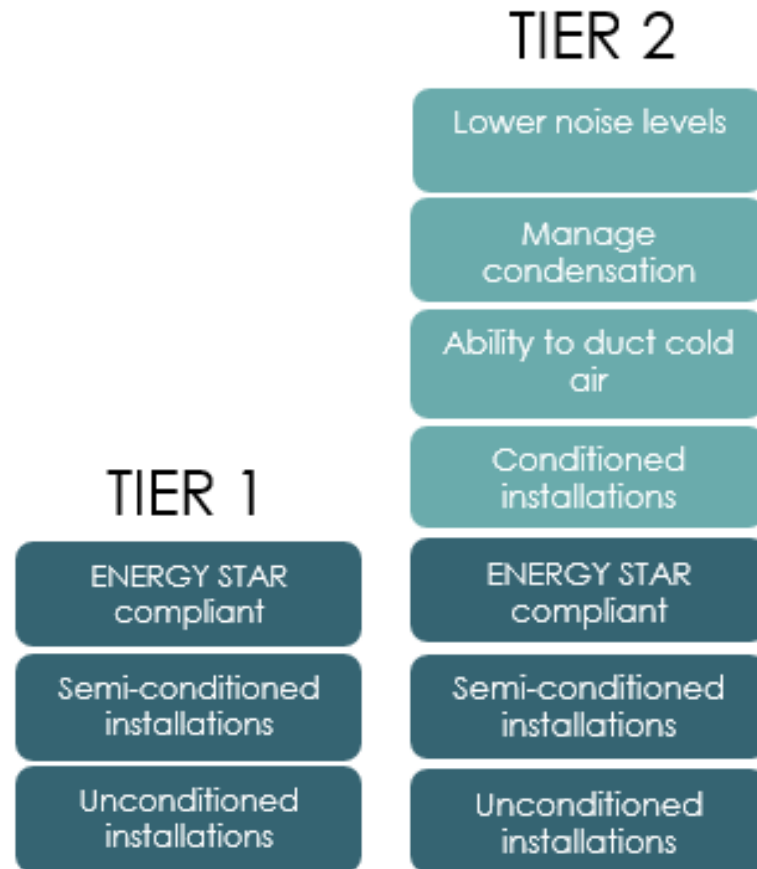 TIER 2
Lower noise levels
Manage
condensation
Ability to duct cold
air
Conditioned
installations
ENERGY STAR
compliant
Semi-conditioned
installations
Unconditioned
installations
TIER 1
ENERGY STAR
compliant
Semi-conditioned
installations
Unconditioned
installations